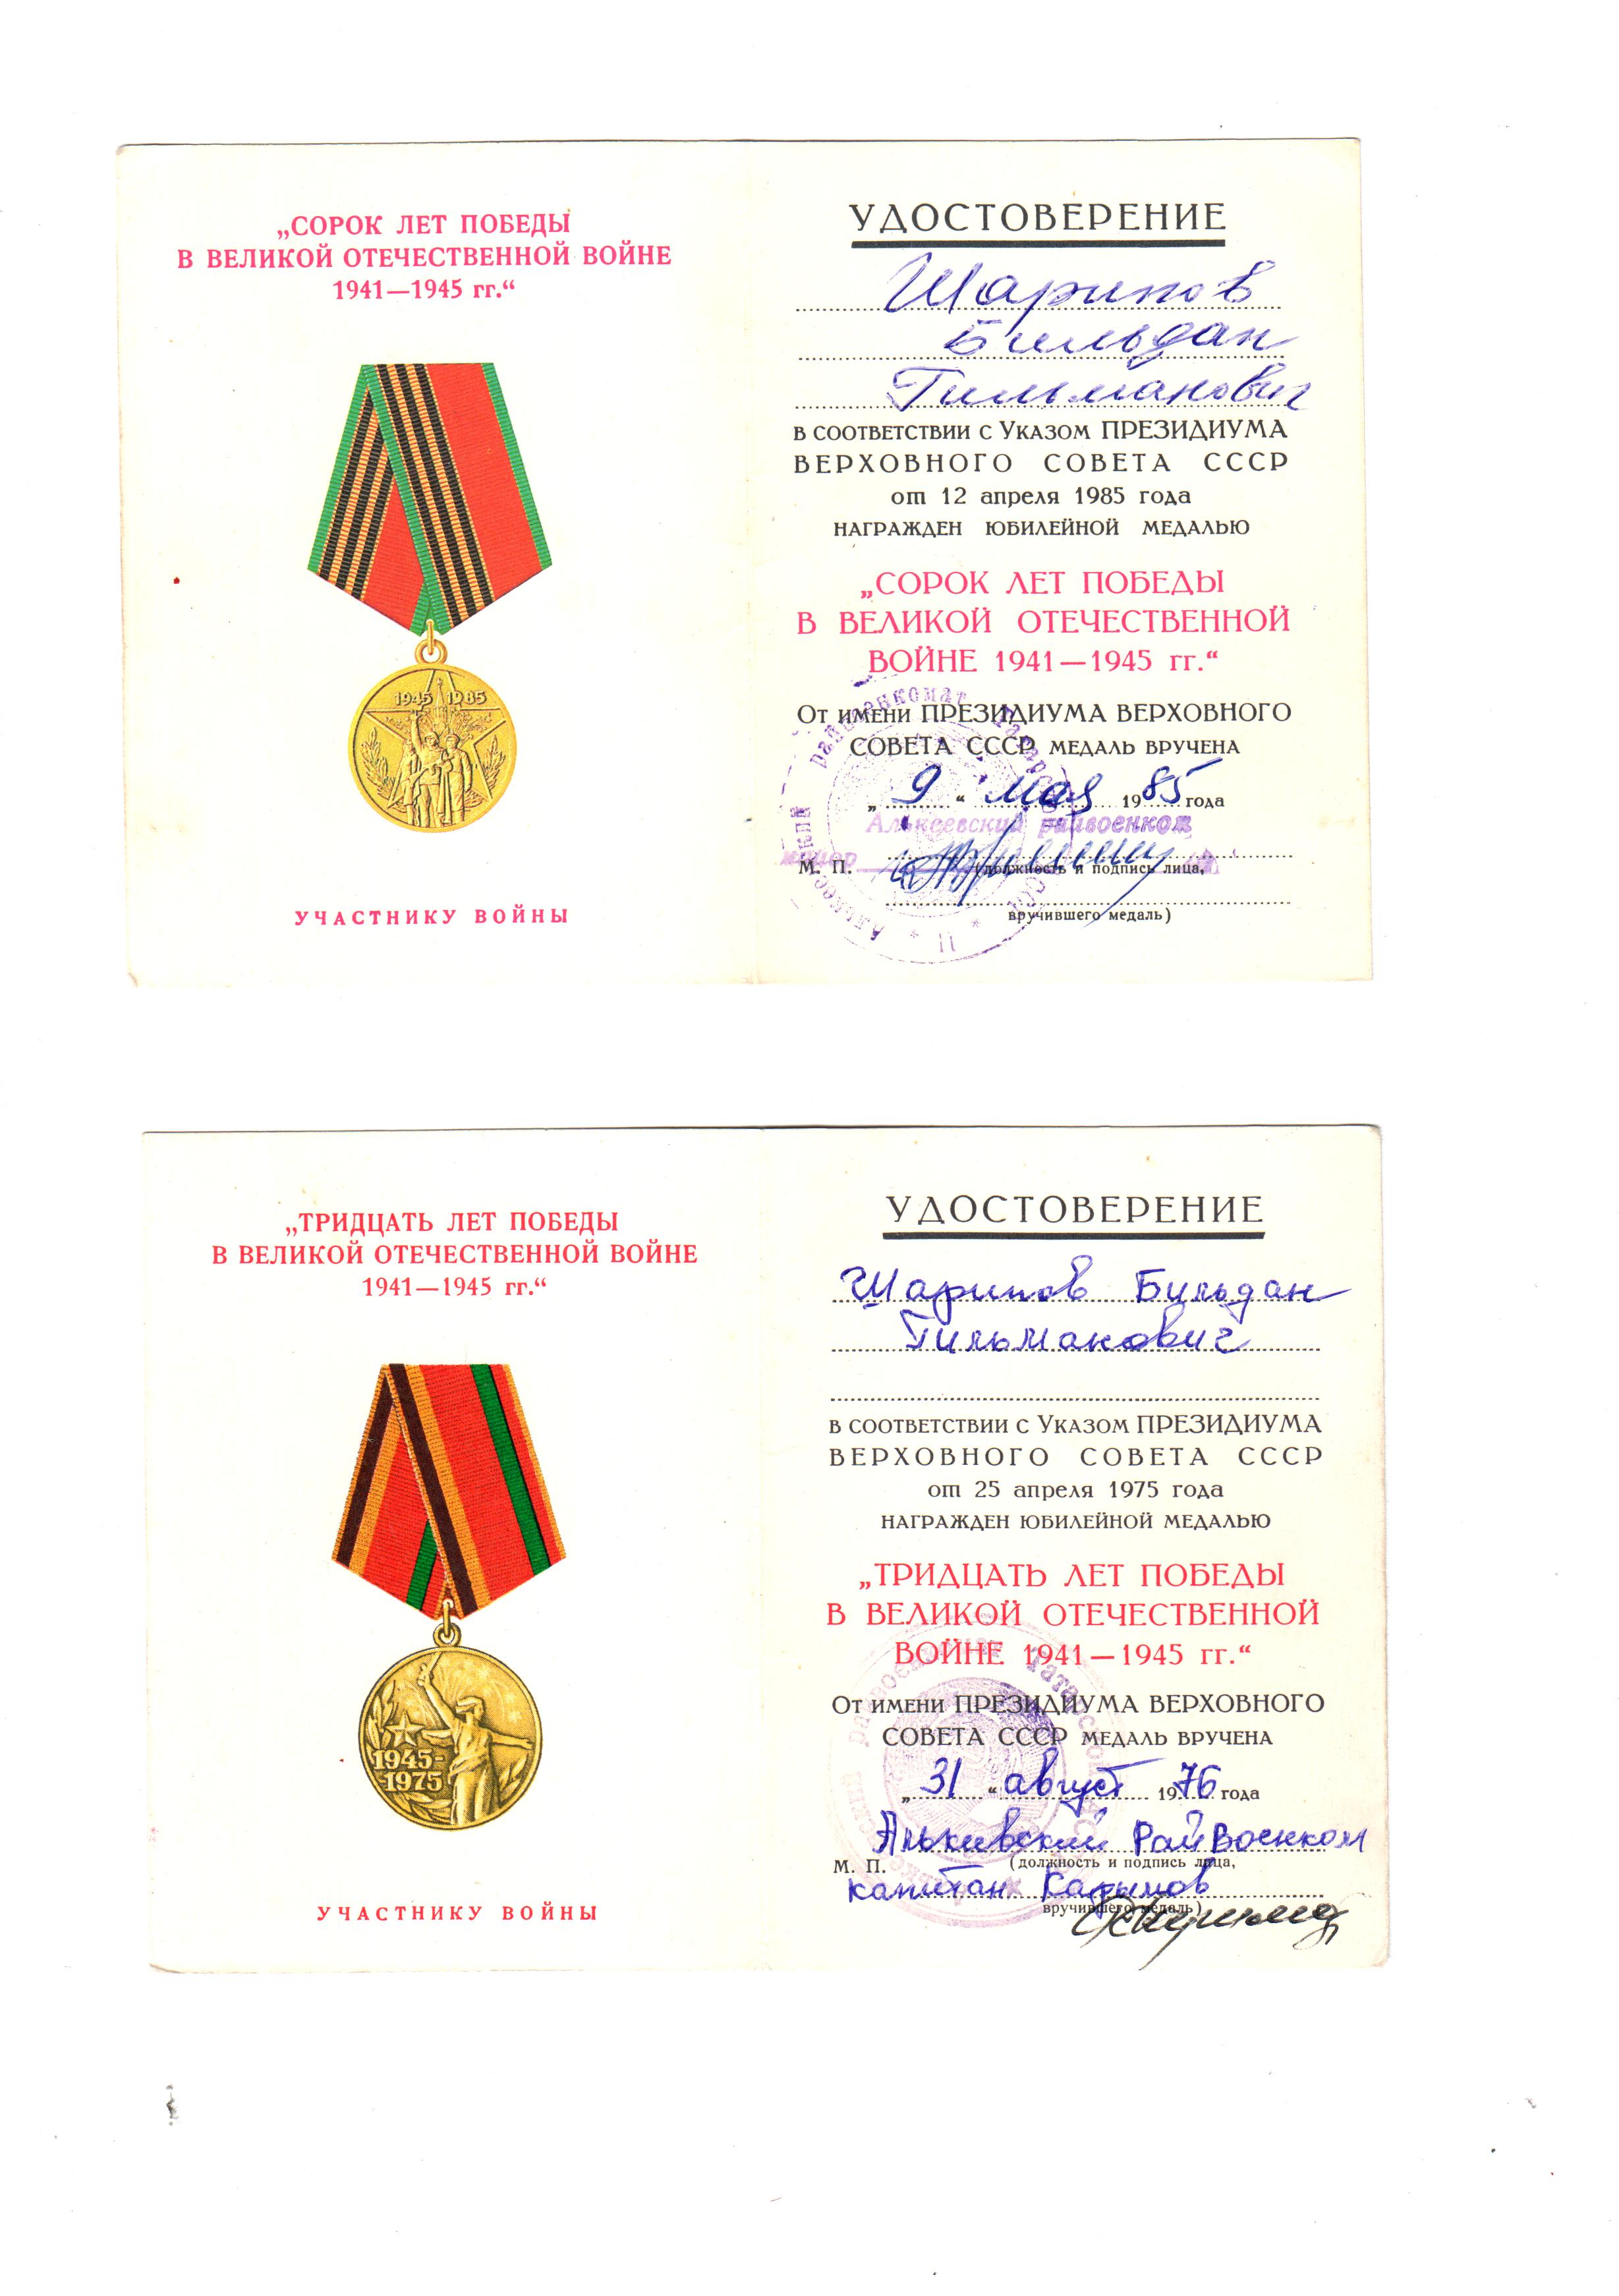 „СОРОК ЛЕТ ПОБЕДЫ
В ВЕЛИКОЙ ОТЕЧЕСТВЕННОЙ ВОЙНЕ
1941—1945 гг.“
1945 1985
УЧАСТНИКУ ВОЙНЫ
УДОСТОВЕРЕНИЕ
Шарипов
Бильдан
Гильманович
в соответствии с Указом ПРЕЗИДИУМА
ВЕРХОВНОГО СОВЕТА СССР
от 12 апреля 1985 года
НАГРАЖДЕН ЮБИЛЕЙНОЙ МЕДАЛЬЮ
„СОРОК ЛЕТ ПОБЕДЫ
В ВЕЛИКОЙ ОТЕЧЕСТВЕННОЙ
ВОЙНЕ 1941—1945 гг.“
От имени ПРЕЗИДИУМА ВЕРХОВНОГО
СОВЕТА СССР МЕДАЛЬ ВРУЧЕНА
„9“ мая 1985 года
Алькеевский райвоенком
майор
М. П. (должность и подпись лица,
вручившего медаль)
„ТРИДЦАТЬ ЛЕТ ПОБЕДЫ
В ВЕЛИКОЙ ОТЕЧЕСТВЕННОЙ ВОЙНЕ
1941—1945 гг.“
1945-
1975
УЧАСТНИКУ ВОЙНЫ
УДОСТОВЕРЕНИЕ
Шарипов Бильдан
Гильманович
в соответствии с Указом ПРЕЗИДИУМА
ВЕРХОВНОГО СОВЕТА СССР
от 25 апреля 1975 года
НАГРАЖДЕН ЮБИЛЕЙНОЙ МЕДАЛЬЮ
„ТРИДЦАТЬ ЛЕТ ПОБЕДЫ
В ВЕЛИКОЙ ОТЕЧЕСТВЕННОЙ
ВОЙНЕ 1941—1945 гг.“
От имени ПРЕЗИДИУМА ВЕРХОВНОГО
СОВЕТА СССР МЕДАЛЬ ВРУЧЕНА
„31“ август 1976 года
Алькивский РайВоенком
М. П. (должность и подпись лица,
капитан
вручившего медаль)